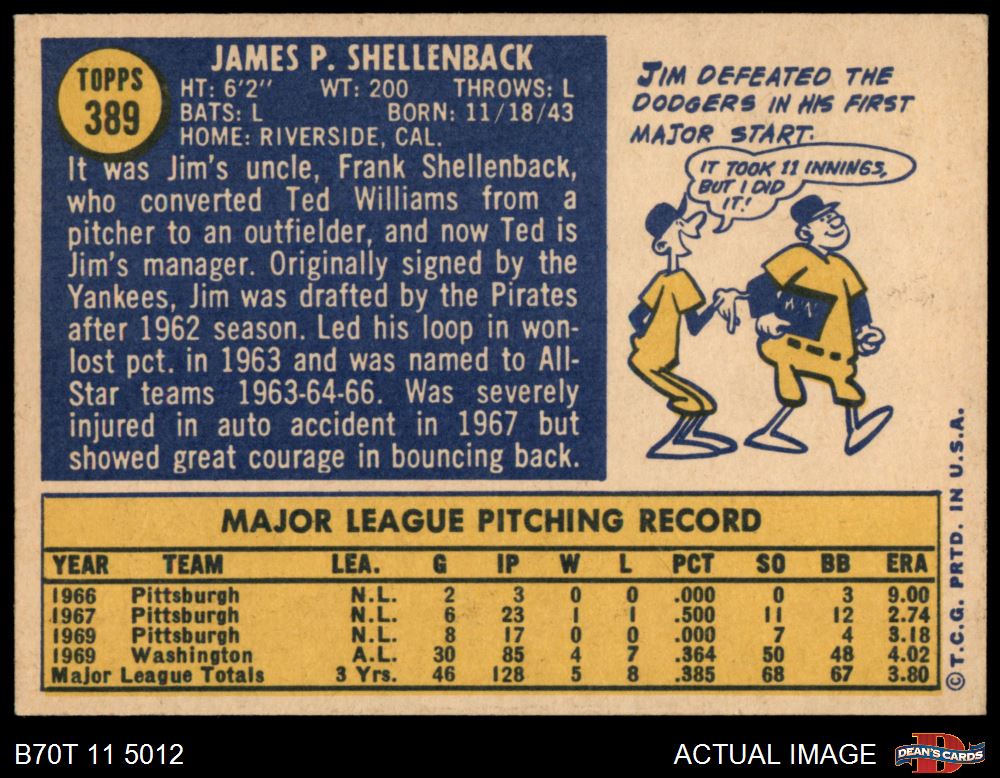 TOPPS
389
JAMES P. SHELLENBACK
HT: 6'2" WT: 200 THROWS: L
BATS: L BORN: 11/18/43
HOME: RIVERSIDE, CAL.
It was Jim's uncle, Frank Shellenback,
who converted Ted Williams from a
pitcher to an outfielder, and now Ted is
Jim's manager. Originally signed by the
Yankees, Jim was drafted by the Pirates
after 1962 season. Led his loop in won-
lost pct. in 1963 and was named to All-
Star teams 1963-64-66. Was severely
injured in auto accident in 1967 but
showed great courage in bouncing back.
JIM DEFEATED THE
DODGERS IN HIS FIRST
MAJOR START.
IT TOOK 11 INNINGS,
BUT I DID
IT!
MAJOR LEAGUE PITCHING RECORD
YEAR TEAM LEA. G IP W L PCT SO BB ERA
1966 Pittsburgh N.L. 2 3 0 0 .000 0 3 9.00
1967 Pittsburgh N.L. 6 23 1 1 .500 11 12 2.74
1969 Pittsburgh N.L. 8 17 0 0 .000 7 4 3.18
1969 Washington A.L. 30 85 4 7 .364 50 48 4.02
Major League Totals 3 Yrs. 46 128 5 8 .385 68 67 3.80
© T.C.G. PRTD. IN U.S.A.
B70T 11 5012
ACTUAL IMAGE
DEAN'S CARDS